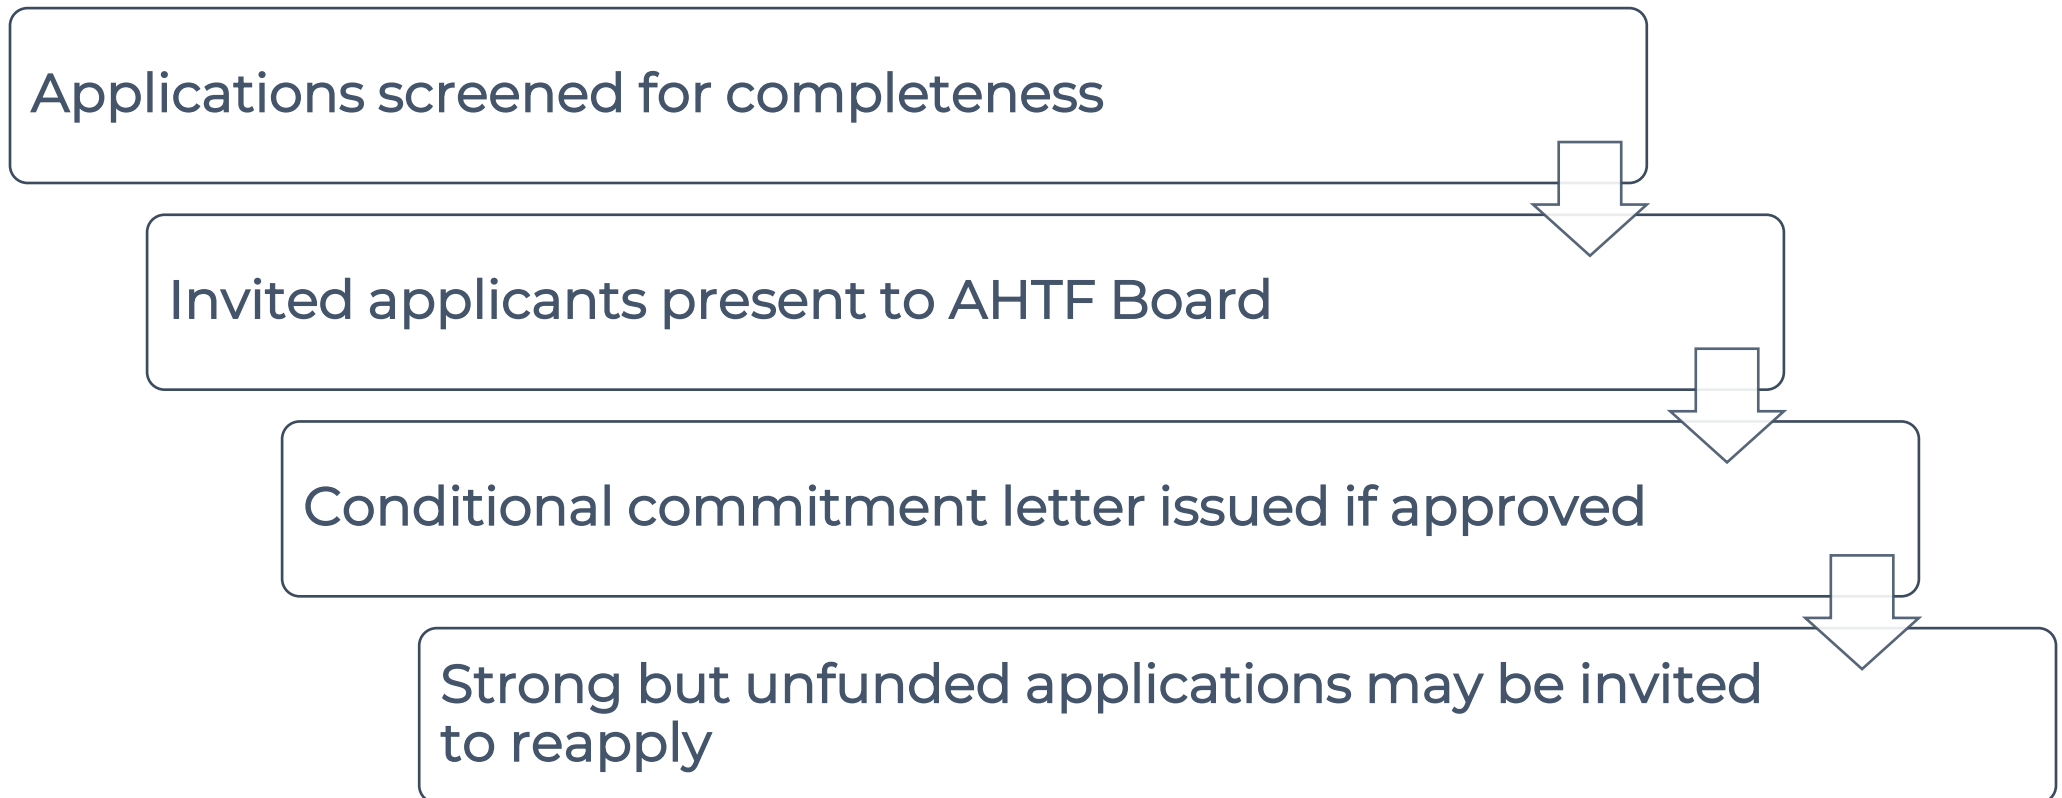 Applications screened for completeness
Invited applicants present to AHTF Board
Conditional commitment letter issued if approved
Strong but unfunded applications may be invited
to reapply